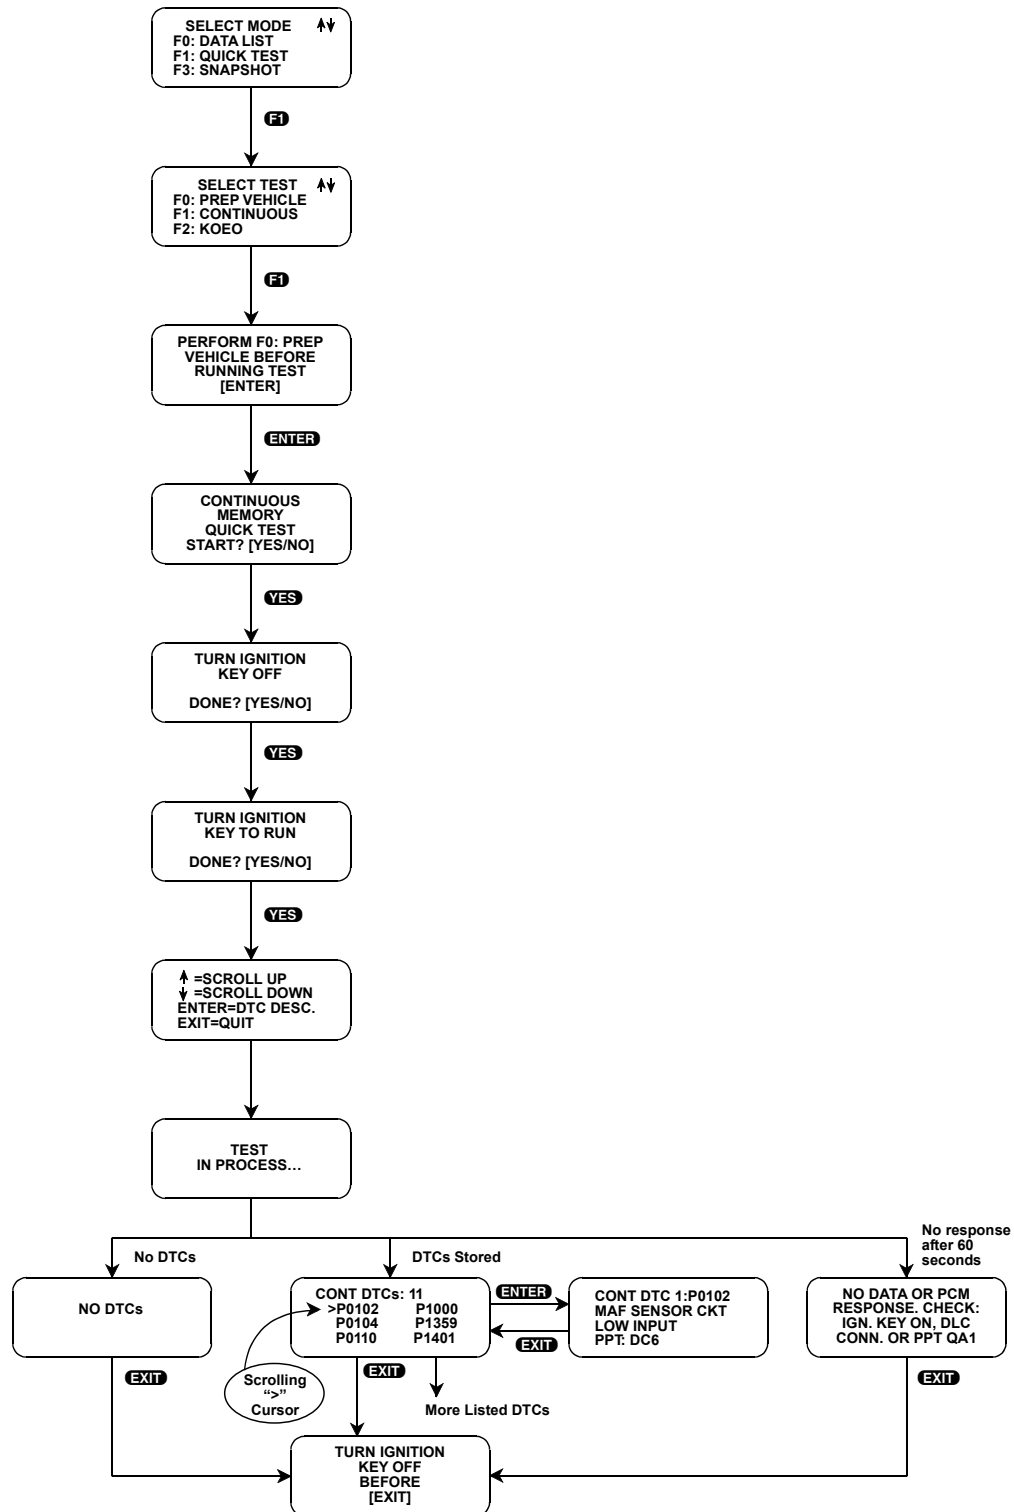 SELECT MODE
F0: DATA LIST
F1: QUICK TEST
F3: SNAPSHOT
F1
SELECT TEST
F0: PREP VEHICLE
F1: CONTINUOUS
F2: KOEO
F1
PERFORM F0: PREP
VEHICLE BEFORE
RUNNING TEST
[ENTER]
ENTER
CONTINUOUS
MEMORY
QUICK TEST
START? [YES/NO]
YES
TURN IGNITION
KEY OFF
DONE? [YES/NO]
YES
TURN IGNITION
KEY TO RUN
DONE? [YES/NO]
YES
=SCROLL UP
=SCROLL DOWN
ENTER=DTC DESC.
EXIT=QUIT
TEST
IN PROCESS...
No DTCs
NO DTCs
EXIT
DTCs Stored
CONT DTCs: 11
>P0102 P1000
P0104 P1359
P0110 P1401
ENTER
EXIT
CONT DTC 1:P0102
MAF SENSOR CKT
LOW INPUT
PPT: DC6
Scrolling
“>”
Cursor
EXIT
More Listed DTCs
No response
after 60
seconds
NO DATA OR PCM
RESPONSE. CHECK:
IGN. KEY ON, DLC
CONN. OR PPT QA1
EXIT
TURN IGNITION
KEY OFF
BEFORE
[EXIT]